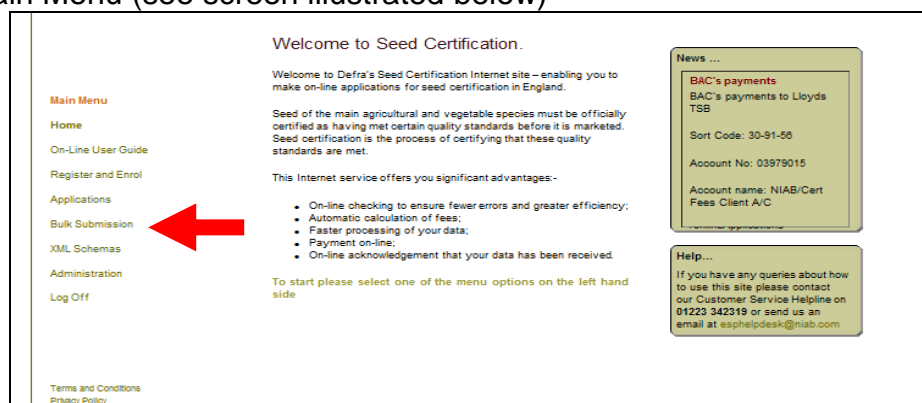 ain Menu (see screen illustrated below)
Main Menu
Home
On-Line User Guide
Register and Enrol
Applications
Bulk Submission
XML Schemas
Administration
Log Off
Terms and Conditions
Privacy Policy
Welcome to Seed Certification.
Welcome to Defra's Seed Certification Internet site – enabling you to
make on-line applications for seed certification in England.
Seed of the main agricultural and vegetable species must be officially
certified as having met certain quality standards before it is marketed.
Seed certification is the process of certifying that these quality
standards are met.
This Internet service offers you significant advantages:-
• On-line checking to ensure fewer errors and greater efficiency;
• Automatic calculation of fees;
• Faster processing of your data;
• Payment on-line;
• On-line acknowledgement that your data has been received.
To start please select one of the menu options on the left hand
side
News ...
BAC's payments
BAC's payments to Lloyds
TSB
Sort Code: 30-91-56
Account No: 03979015
Account name: NIAB/Cert
Fees Client A/C
Help...
If you have any queries about how
to use this site please contact
our Customer Service Helpline on
01223 342319 or send us an
email at esphelpdesk@niab.com